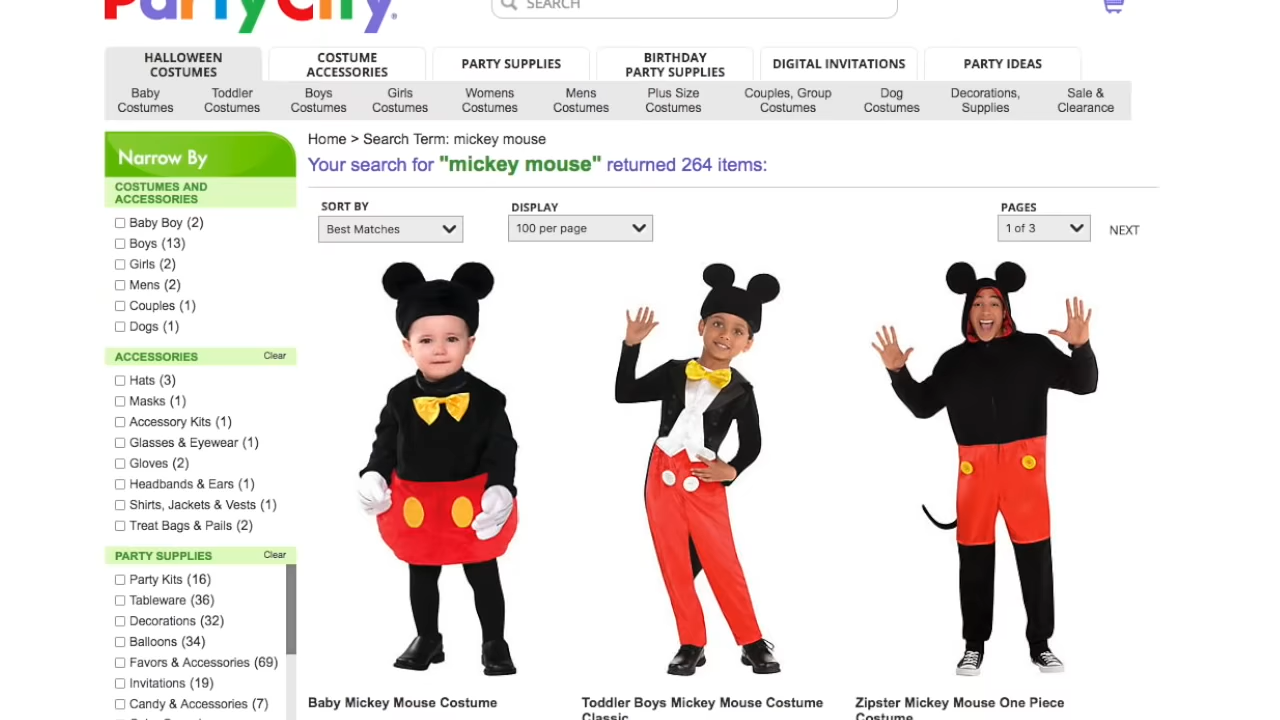 PartyCity
SEARCH
HALLOWEEN
COSTUMES
COSTUME
ACCESSORIES
PARTY SUPPLIES
BIRTHDAY
PARTY SUPPLIES
DIGITAL INVITATIONS
PARTY IDEAS
Baby
Costumes
Toddler
Costumes
Boys
Costumes
Girls
Costumes
Womens
Costumes
Mens
Costumes
Plus Size
Costumes
Couples, Group
Costumes
Dog
Costumes
Decorations,
Supplies
Sale &
Clearance
Narrow By
COSTUMES AND
ACCESSORIES
Baby Boy (2)
Boys (13)
Girls (2)
Mens (2)
Couples (1)
Dogs (1)
ACCESSORIES Clear
Hats (3)
Masks (1)
Accessory Kits (1)
Glasses & Eyewear (1)
Gloves (2)
Headbands & Ears (1)
Shirts, Jackets & Vests (1)
Treat Bags & Pails (2)
PARTY SUPPLIES Clear
Party Kits (16)
Tableware (36)
Decorations (32)
Balloons (34)
Favors & Accessories (69)
Invitations (19)
Candy & Accessories (7)
Home > Search Term: mickey mouse
Your search for "mickey mouse" returned 264 items:
SORT BY
Best Matches
DISPLAY
100 per page
PAGES
1 of 3
NEXT
Baby Mickey Mouse Costume
Toddler Boys Mickey Mouse Costume
Classic
Zipster Mickey Mouse One Piece
Costume